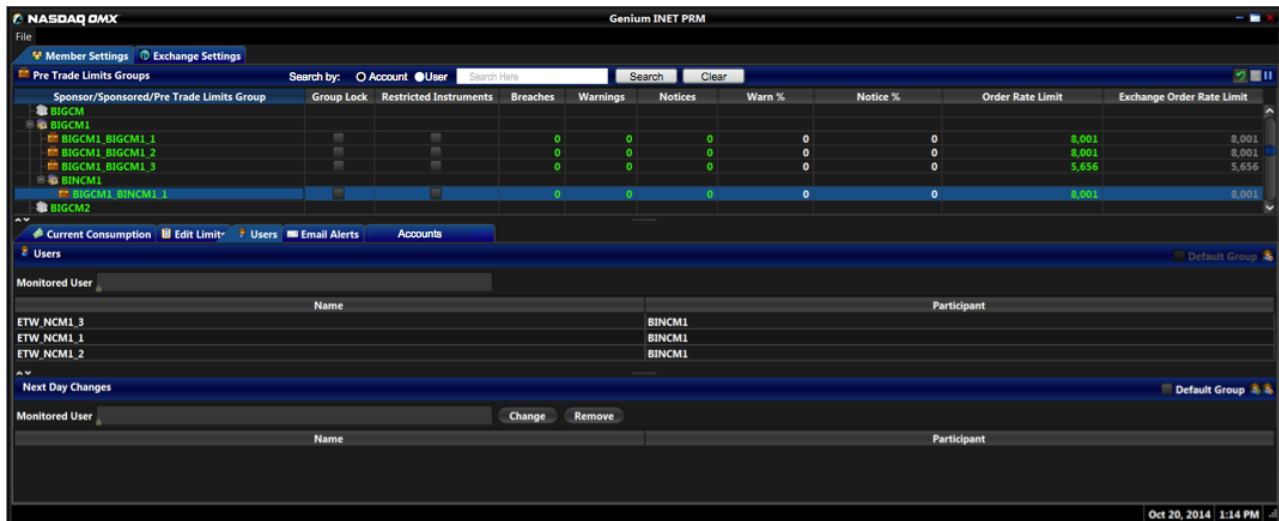 NASDAQ OMX Genium INET PRM
File
Member Settings Exchange Settings
Pre Trade Limits Groups Search by: Account User Search Here Search Clear
Sponsor/Sponsored/Pre Trade Limits Group Group Lock Restricted Instruments Breaches Warnings Notices Warn % Notice % Order Rate Limit Exchange Order Rate Limit
BIGCM
BIGCM1
BIGCM1_BIGCM1_1 0 0 0 0 0 8,001 8,001
BIGCM1_BIGCM1_2 0 0 0 0 0 8,001 8,001
BIGCM1_BIGCM1_3 0 0 0 0 0 5,656 5,656
BINCM1
BIGCM1_BINCM1_1 0 0 0 0 0 8,001 8,001
BIGCM2
Current Consumption Edit Limit Users Email Alerts Accounts
Users Default Group
Monitored User
Name Participant
ETW_NCM1_3 BINCM1
ETW_NCM1_1 BINCM1
ETW_NCM1_2 BINCM1
Next Day Changes Default Group
Monitored User Change Remove
Name Participant
Oct 20, 2014 1:14 PM